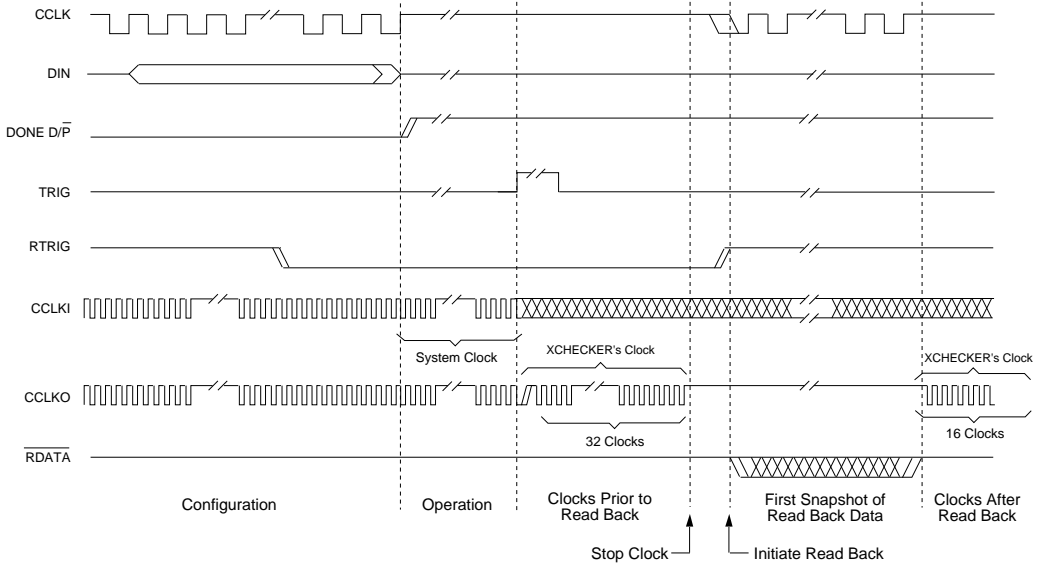 CCLK
DIN
DONE D/P̅
TRIG
RTRIG
CCLKI
System Clock
XCHECKER's Clock
XCHECKER's Clock
CCLKO
32 Clocks
16 Clocks
R̅D̅A̅T̅A̅
Configuration
Operation
Clocks Prior to
Read Back
First Snapshot of
Read Back Data
Clocks After
Read Back
Stop Clock
Initiate Read Back